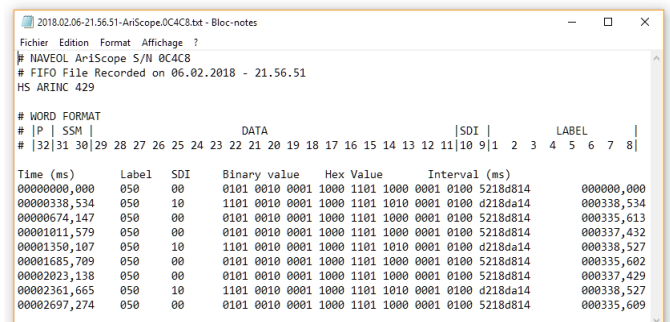 2018.02.06-21.56.51-AriScope.0C4C8.txt - Bloc-notes
Fichier Edition Format Affichage ?
# NAVEOL AriScope S/N 0C4C8
# FIFO File Recorded on 06.02.2018 - 21.56.51
HS ARINC 429
# WORD FORMAT
# |P | SSM | DATA |SDI | LABEL |
# |32|31 30|29 28 27 26 25 24 23 22 21 20 19 18 17 16 15 14 13 12 11|10 9|1 2 3 4 5 6 7 8|
Time (ms) Label SDI Binary value Hex Value Interval (ms)
00000000,000 050 00 0101 0010 0001 1000 1101 1000 0001 0100 5218d814 000000,000
00000338,534 050 10 1101 0010 0001 1000 1101 1010 0001 0100 d218da14 000338,534
00000674,147 050 00 0101 0010 0001 1000 1101 1000 0001 0100 5218d814 000335,613
00001011,579 050 00 0101 0010 0001 1000 1101 1000 0001 0100 5218d814 000337,432
00001350,107 050 10 1101 0010 0001 1000 1101 1010 0001 0100 d218da14 000338,527
00001685,709 050 00 0101 0010 0001 1000 1101 1000 0001 0100 5218d814 000335,602
00002023,138 050 00 0101 0010 0001 1000 1101 1000 0001 0100 5218d814 000337,429
00002361,665 050 10 1101 0010 0001 1000 1101 1010 0001 0100 d218da14 000338,527
00002697,274 050 00 0101 0010 0001 1000 1101 1000 0001 0100 5218d814 000335,609